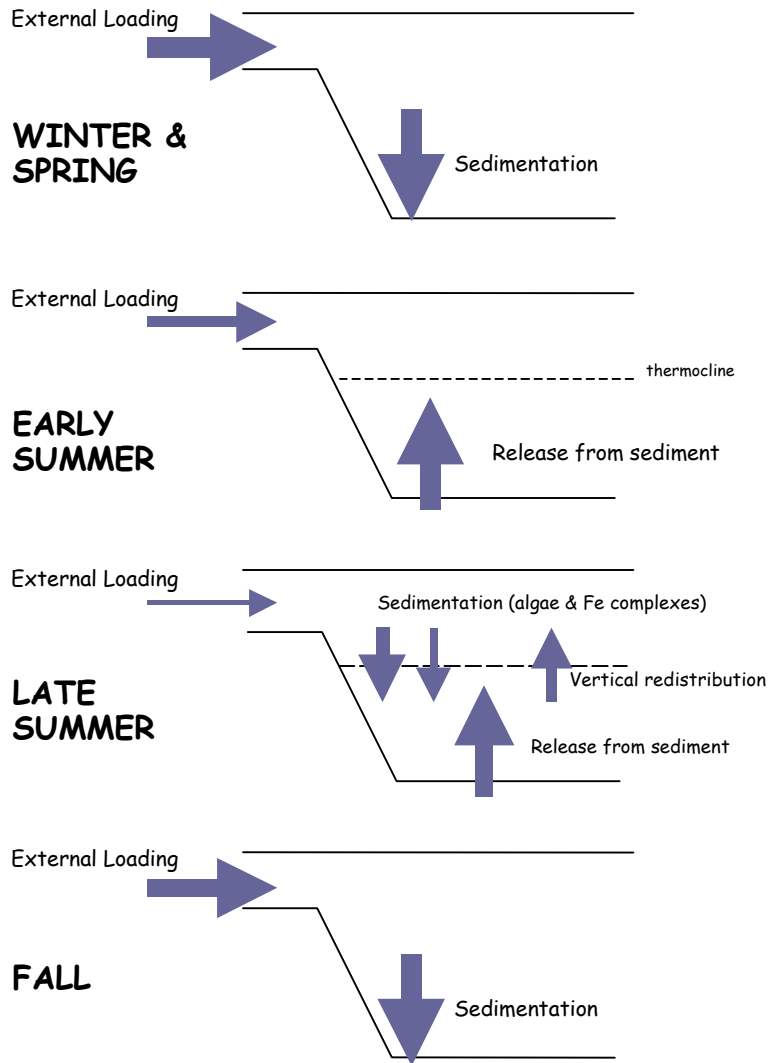 External Loading
WINTER &
SPRING
Sedimentation
External Loading
thermocline
EARLY
SUMMER
Release from sediment
External Loading
Sedimentation (algae & Fe complexes)
Vertical redistribution
LATE
SUMMER
Release from sediment
External Loading
FALL
Sedimentation